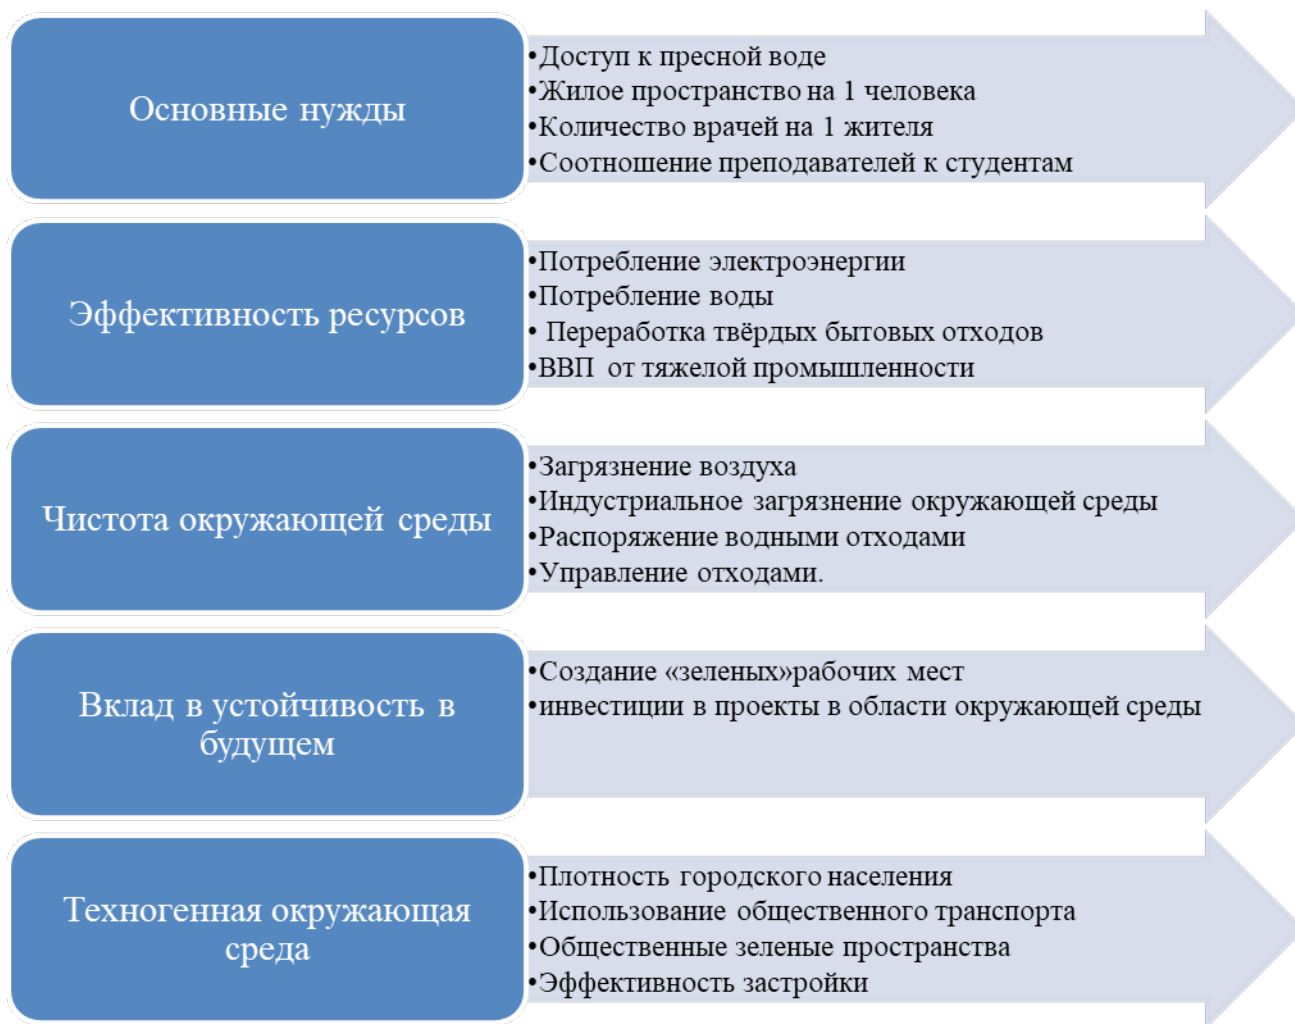 Основные нужды
•Доступ к пресной воде
•Жилое пространство на 1 человека
•Количество врачей на 1 жителя
•Соотношение преподавателей к студентам
Эффективность ресурсов
•Потребление электроэнергии
•Потребление воды
• Переработка твёрдых бытовых отходов
•ВВП от тяжелой промышленности
Чистота окружающей среды
•Загрязнение воздуха
•Индустриальное загрязнение окружающей среды
•Распоряжение водными отходами
•Управление отходами.
Вклад в устойчивость в
будущем
•Создание «зеленых»рабочих мест
•инвестиции в проекты в области окружающей среды
Техногенная окружающая
среда
•Плотность городского населения
•Использование общественного транспорта
•Общественные зеленые пространства
•Эффективность застройки